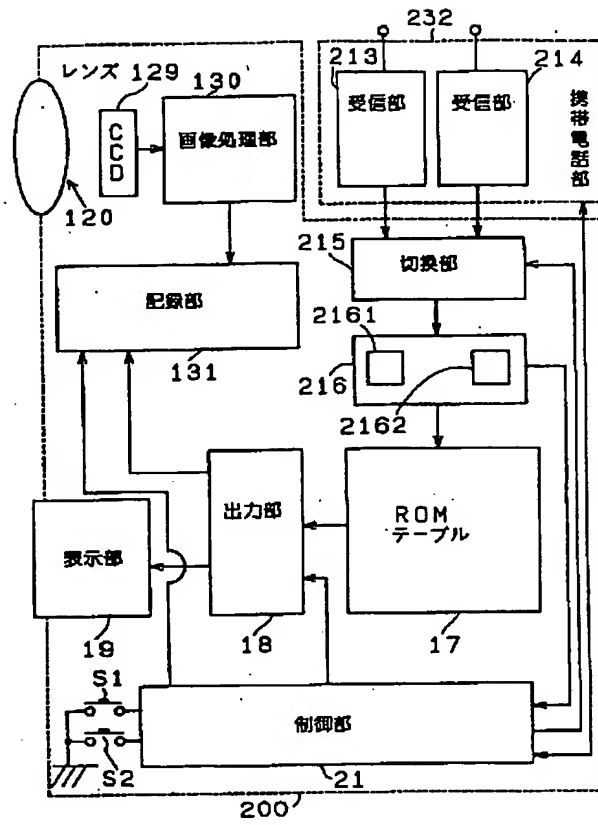 232
レンズ
129
130
213
214
CCD
画像処理部
受信部
受信部
携帯電話部
120
215
切換部
記録部
131
2161
216
2162
出力部
ROM
テーブル
表示部
19
18
17
S1
制御部
S2
21
200